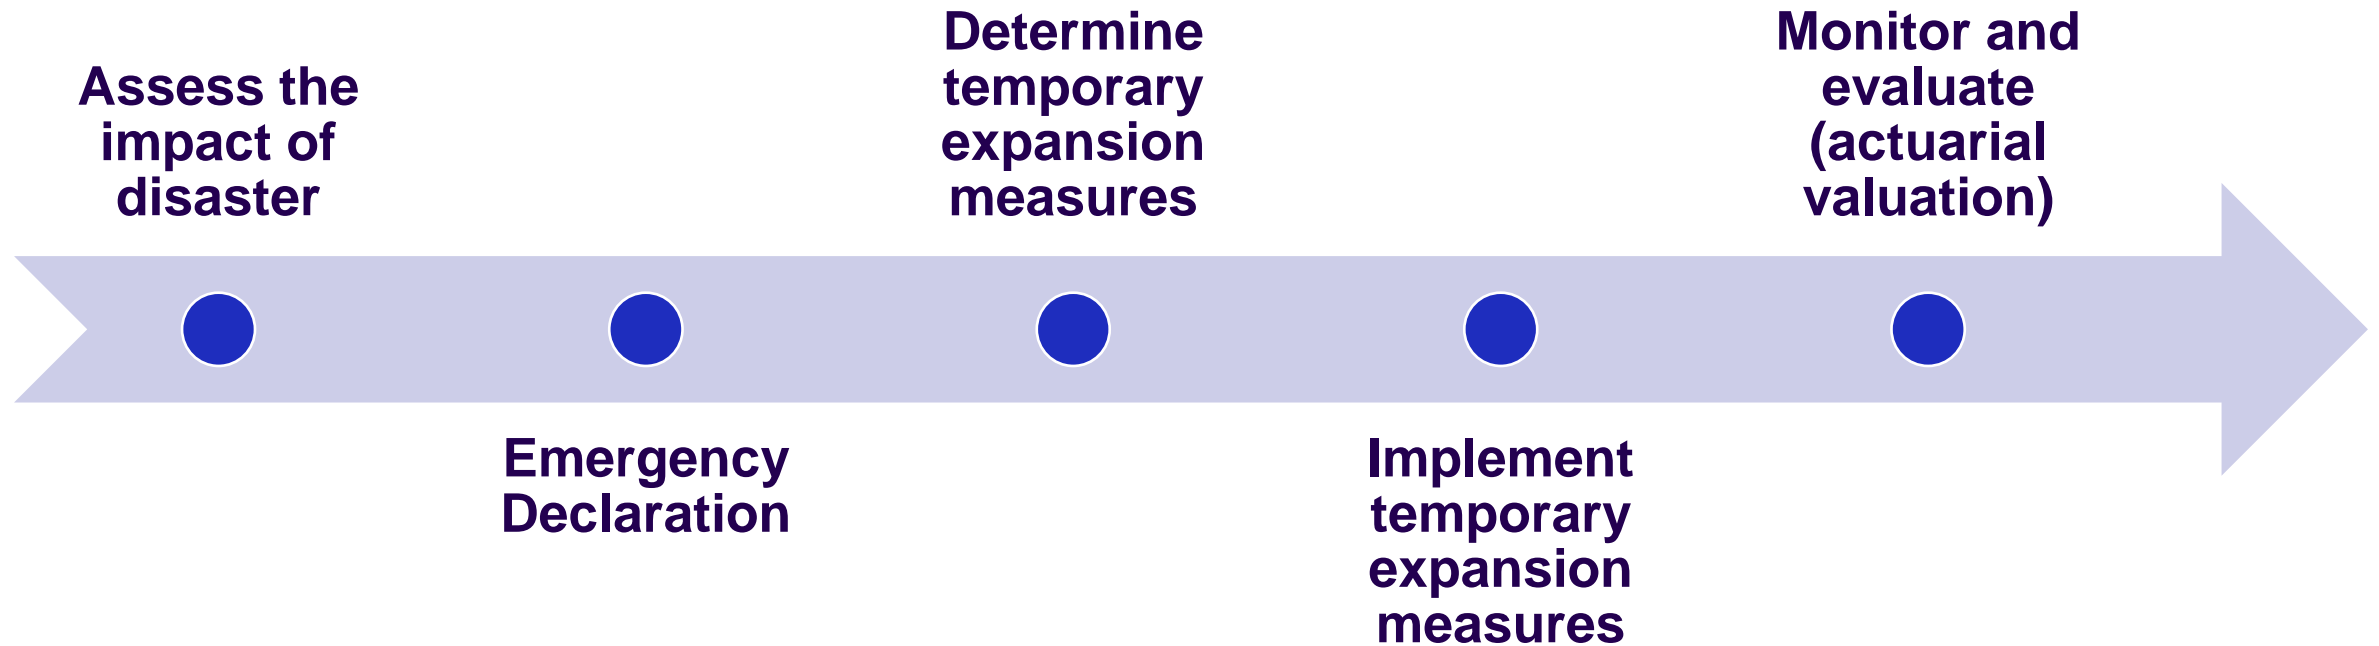 Assess the
impact of
disaster
Emergency
Declaration
Determine
temporary
expansion
measures
Implement
temporary
expansion
measures
Monitor and
evaluate
(actuarial
valuation)